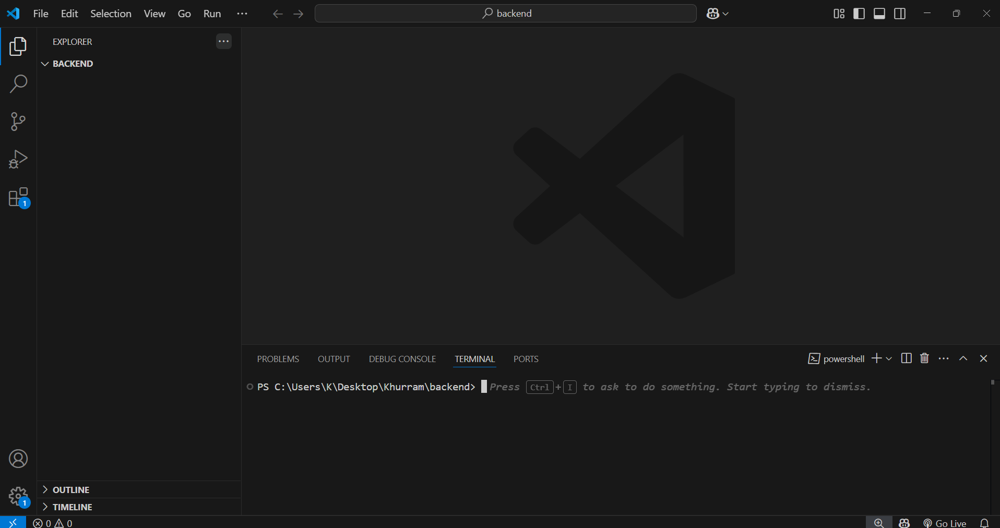 File Edit Selection View Go Run ··· backend
EXPLORER ···
BACKEND
1
PROBLEMS OUTPUT DEBUG CONSOLE TERMINAL PORTS powershell ···
PS C:\Users\K\Desktop\Khurram\backend> Press Ctrl+I to ask to do something. Start typing to dismiss.
OUTLINE
1
TIMELINE
0 0 Go Live